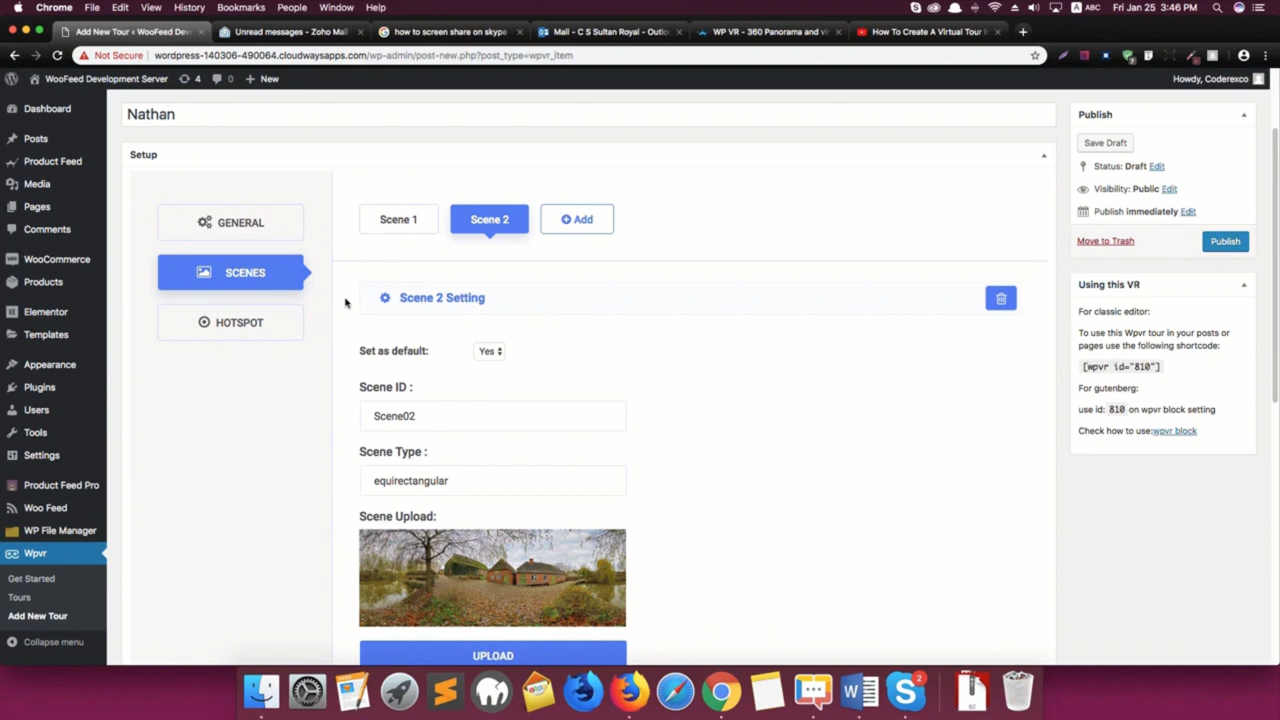 Chrome File Edit View History Bookmarks People Window Help
ABC Fri Jan 25 3:46 PM
Add New Tour ‹ WooFeed Dev
Unread messages - Zoho Mail
how to screen share on skype
Mail - C S Sultan Royal - Outlo
WP VR - 360 Panorama and vi
How To Create A Virtual Tour I
Not Secure wordpress-140306-490064.cloudwaysapps.com/wp-admin/post-new.php?post_type=wpvr_item
WooFeed Development Server 4 0 New
Howdy, Coderexco
Dashboard
Posts
Product Feed
Media
Pages
Comments
WooCommerce
Products
Elementor
Templates
Appearance
Plugins
Users
Tools
Settings
Product Feed Pro
Woo Feed
WP File Manager
Wpvr
Get Started
Tours
Add New Tour
Collapse menu
Nathan
Setup
GENERAL
SCENES
HOTSPOT
Scene 1 Scene 2 Add
Scene 2 Setting
Set as default: Yes
Scene ID :
Scene02
Scene Type :
equirectangular
Scene Upload:
UPLOAD
Publish
Save Draft
Status: Draft Edit
Visibility: Public Edit
Publish immediately Edit
Move to Trash Publish
Using this VR
For classic editor:
To use this Wpvr tour in your posts or
pages use the following shortcode:
[wpvr id="810"]
For gutenberg:
use id: 810 on wpvr block setting
Check how to use:wpvr block
2